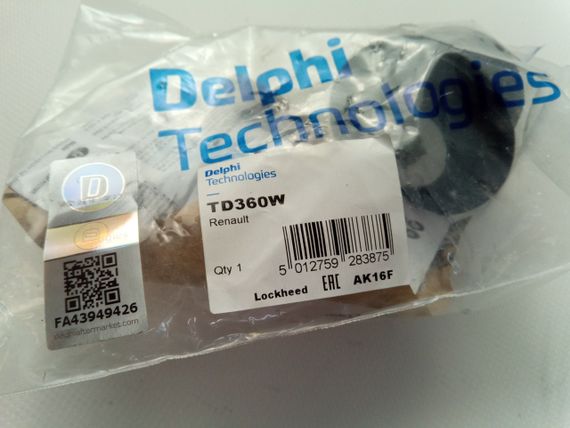 Delphi
Technologies
Delphi
Technologies
TD360W
Renault
Qty 1
5 012759 283875
Lockheed EAC AK16F
D
FA43949426